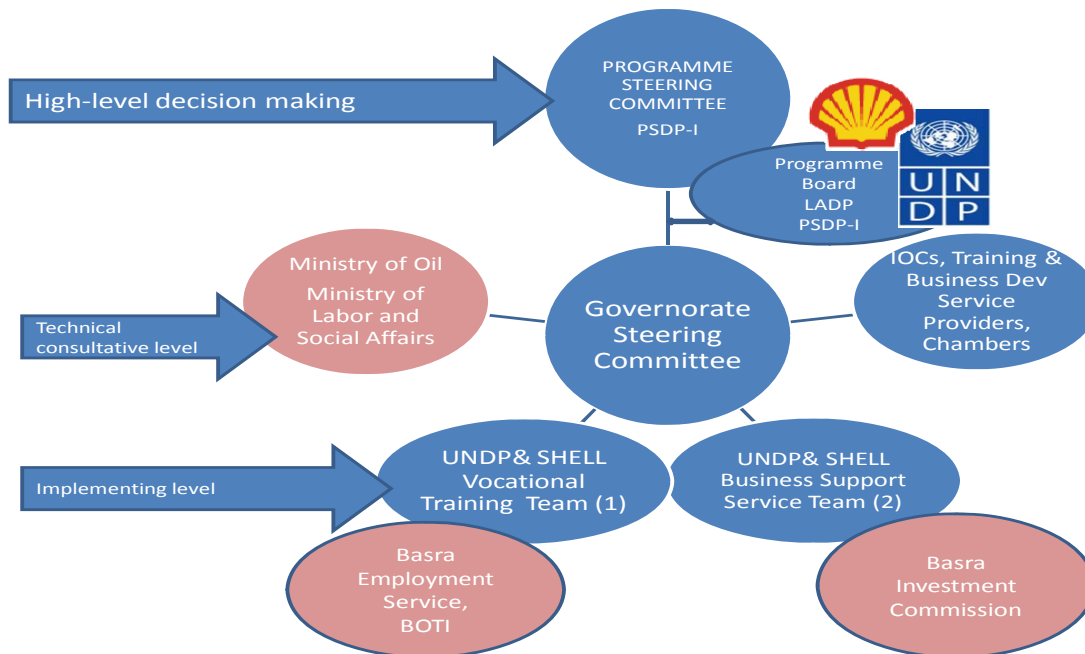 PROGRAMME
STEERING
COMMITTEE
PSDP-I
High-level decision making
Programme
Board
LADP
PSDP-I
U N
D P
Ministry of Oil
Ministry of
Labor and
Social Affairs
IOCs, Training &
Business Dev
Service
Providers,
Chambers
Governorate
Steering
Committee
Technical
consultative level
UNDP& SHELL
Vocational
Training Team (1)
UNDP& SHELL
Business Support
Service Team (2)
Implementing level
Basra
Employment
Service,
BOTI
Basra
Investment
Commission